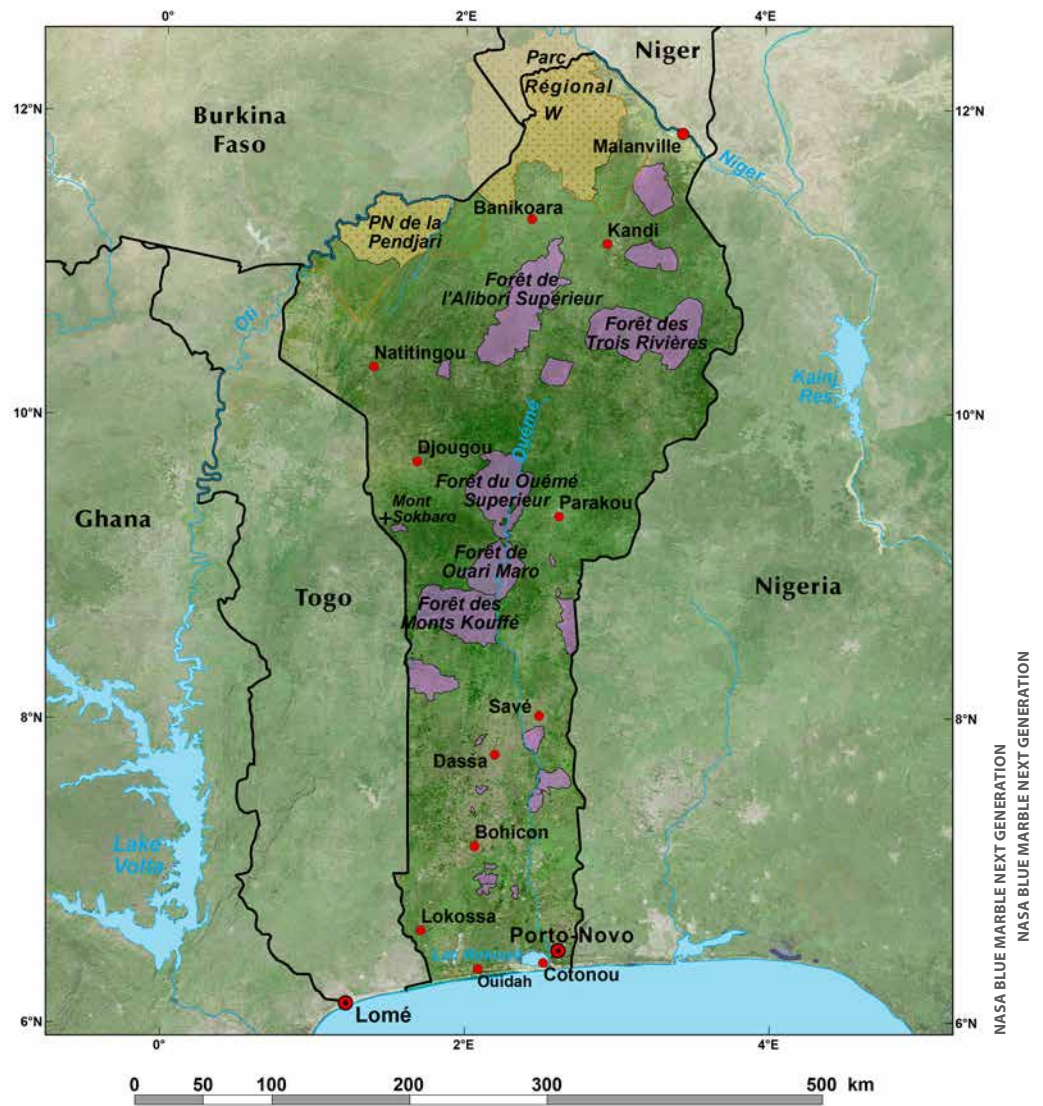 0°
2°E
4°E
Parc
Régional
W
Niger
12°N
12°N
Burkina
Faso
Malanville
Niger
PN de la
Pendjari
Banikoara
Kandi
Forêt de
l'Alibori Supérieur
Oti
Forêt des
Trois Rivières
Natitingou
Kainj
Res.
10°N
10°N
Ouémé
Djougou
Forêt du Ouémé
Superieur
Parakou
Mont
Sokbaro
Ghana
Forêt de
Ouari Maro
Togo
Nigeria
Forêt des
Monts Kouffé
8°N
8°N
Savé
Dassa
Bohicon
Lake
Volta
Lokossa
Porto-Novo
Lac Nokoué
Ouidah
Cotonou
Lomé
6°N
6°N
0°
2°E
4°E
0 50 100 200 300 500 km
NASA BLUE MARBLE NEXT GENERATION
NASA BLUE MARBLE NEXT GENERATION